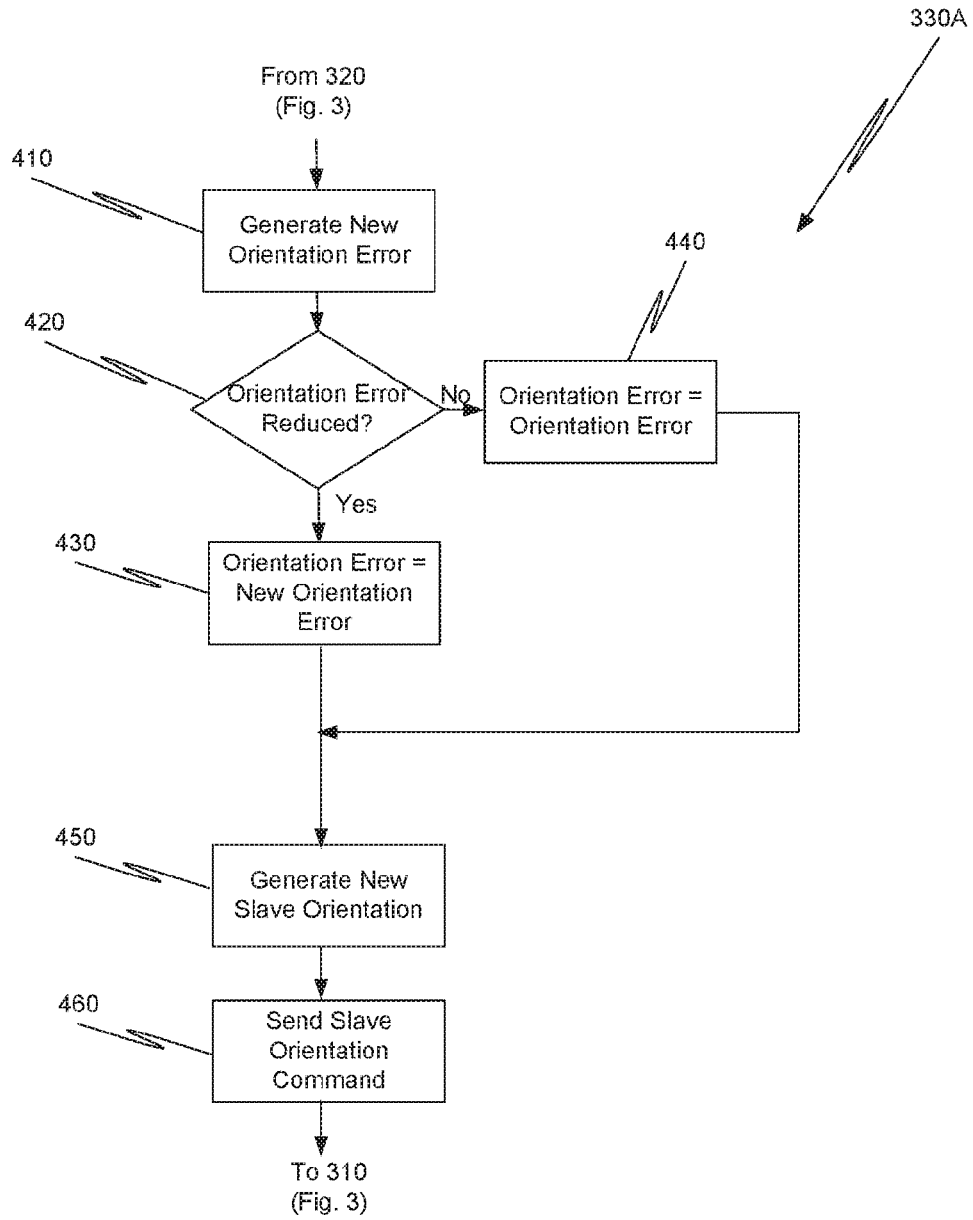 330A
From 320
(Fig. 3)
410
Generate New
Orientation Error
440
420
Orientation Error
Reduced?
No
Orientation Error =
Orientation Error
Yes
430
Orientation Error =
New Orientation
Error
450
Generate New
Slave Orientation
460
Send Slave
Orientation
Command
To 310
(Fig. 3)